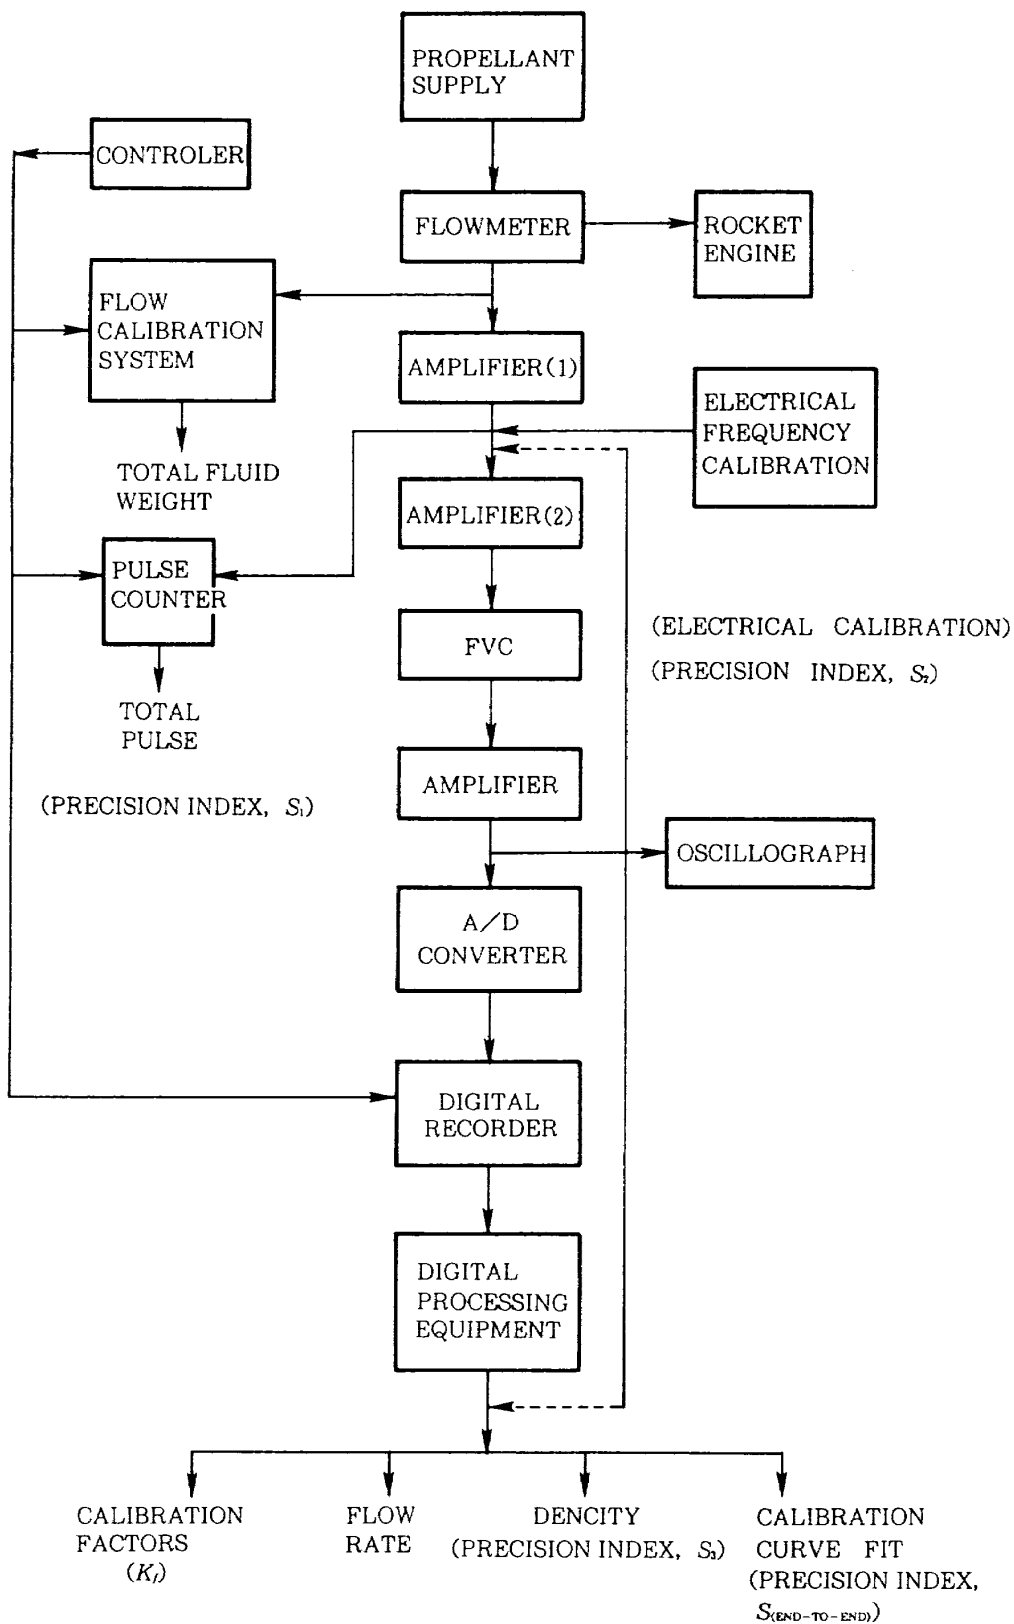 PROPELLANT
SUPPLY
CONTROLER
FLOWMETER
ROCKET
ENGINE
FLOW
CALIBRATION
SYSTEM
AMPLIFIER(1)
ELECTRICAL
FREQUENCY
CALIBRATION
TOTAL FLUID
WEIGHT
AMPLIFIER(2)
PULSE
COUNTER
FVC
(ELECTRICAL CALIBRATION)
(PRECISION INDEX, S₂)
TOTAL
PULSE
AMPLIFIER
(PRECISION INDEX, S₁)
OSCILLOGRAPH
A/D
CONVERTER
DIGITAL
RECORDER
DIGITAL
PROCESSING
EQUIPMENT
CALIBRATION
FACTORS
(Kf)
FLOW
RATE
DENCITY
(PRECISION INDEX, S₃)
CALIBRATION
CURVE FIT
(PRECISION INDEX,
S(END-TO-END))